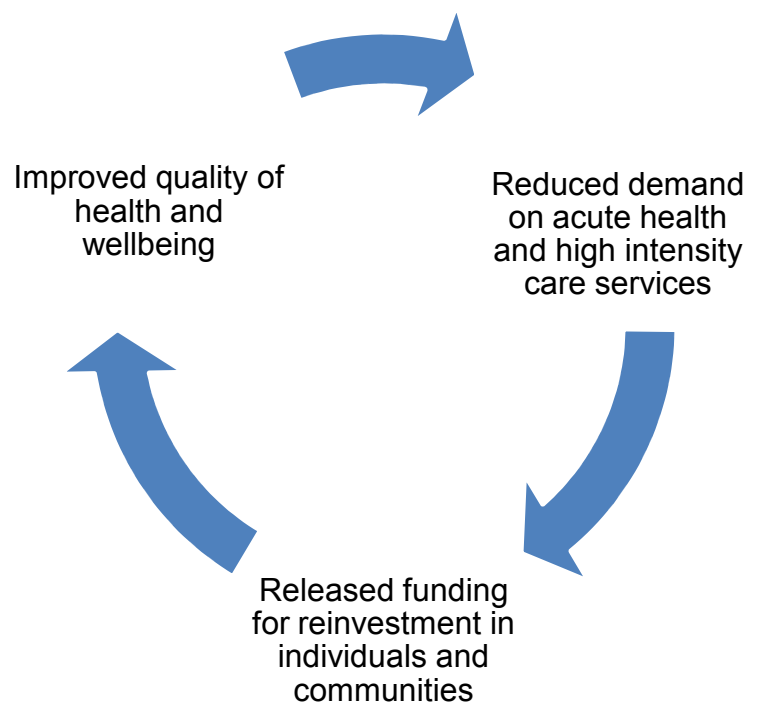 Improved quality of
health and
wellbeing
Reduced demand
on acute health
and high intensity
care services
Released funding
for reinvestment in
individuals and
communities